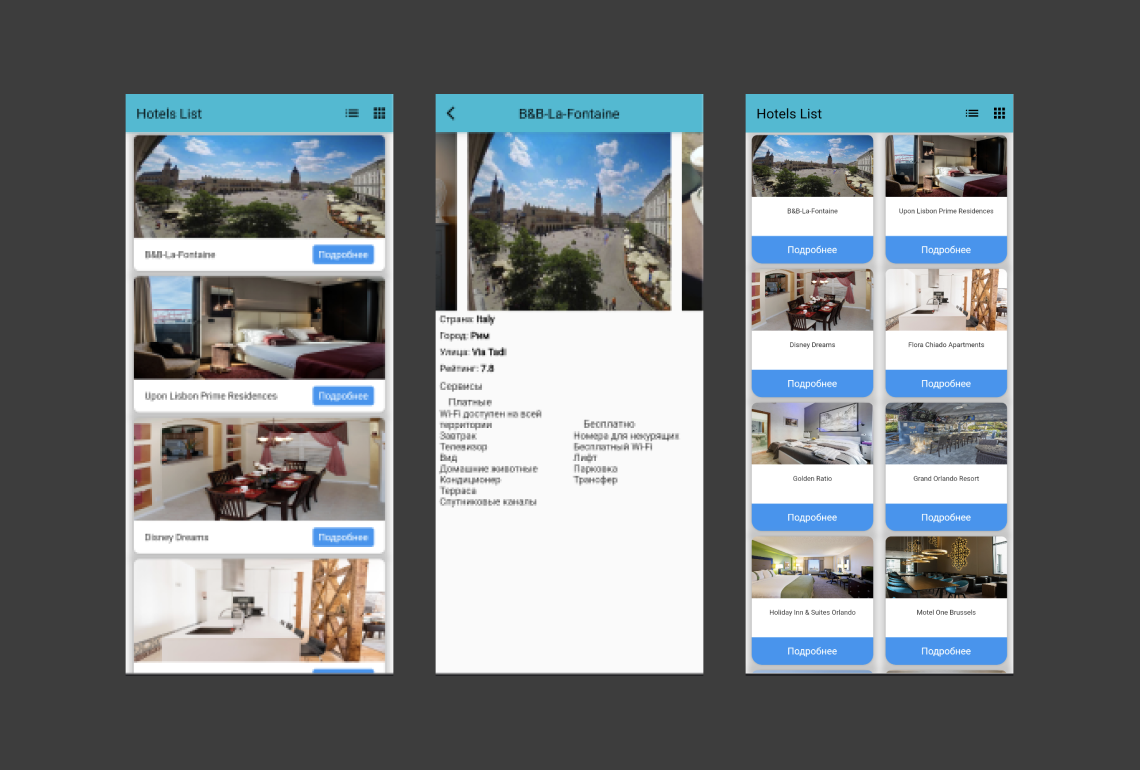 Hotels List
B&B-La-Fontaine
Подробнее
Upon Lisbon Prime Residences
Подробнее
Disney Dreams
Подробнее
B&B-La-Fontaine
Страна: Italy
Город: Рим
Улица: Via Tadi
Рейтинг: 7.8
Сервисы
Платные
Wi-Fi доступен на всей
территории
Завтрак
Телевизор
Вид
Домашние животные
Кондиционер
Терраса
Спутниковые каналы
Бесплатно
Номера для некурящих
Бесплатный Wi-Fi
Лифт
Парковка
Трансфер
Hotels List
B&B-La-Fontaine
Подробнее
Upon Lisbon Prime Residences
Подробнее
Disney Dreams
Подробнее
Flora Chiado Apartments
Подробнее
Golden Ratio
Подробнее
Grand Orlando Resort
Подробнее
Holiday Inn & Suites Orlando
Подробнее
Motel One Brussels
Подробнее